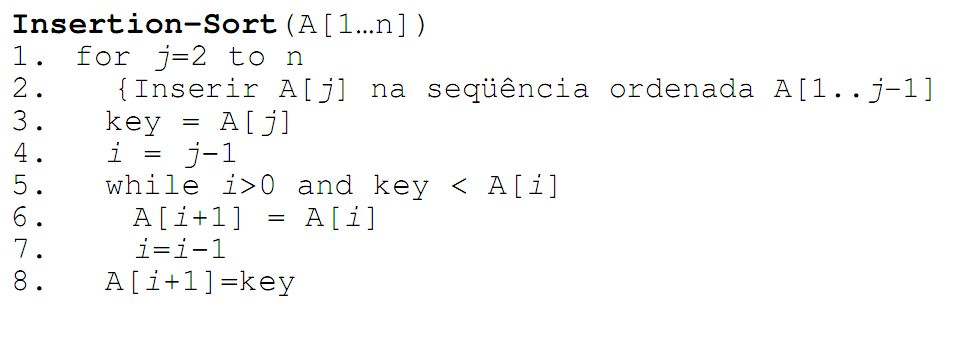 Insertion-Sort(A[1…n])
1. for j=2 to n
2. {Inserir A[j] na seqüência ordenada A[1..j-1]
3. key = A[j]
4. i = j-1
5. while i>0 and key < A[i]
6. A[i+1] = A[i]
7. i=i-1
8. A[i+1]=key